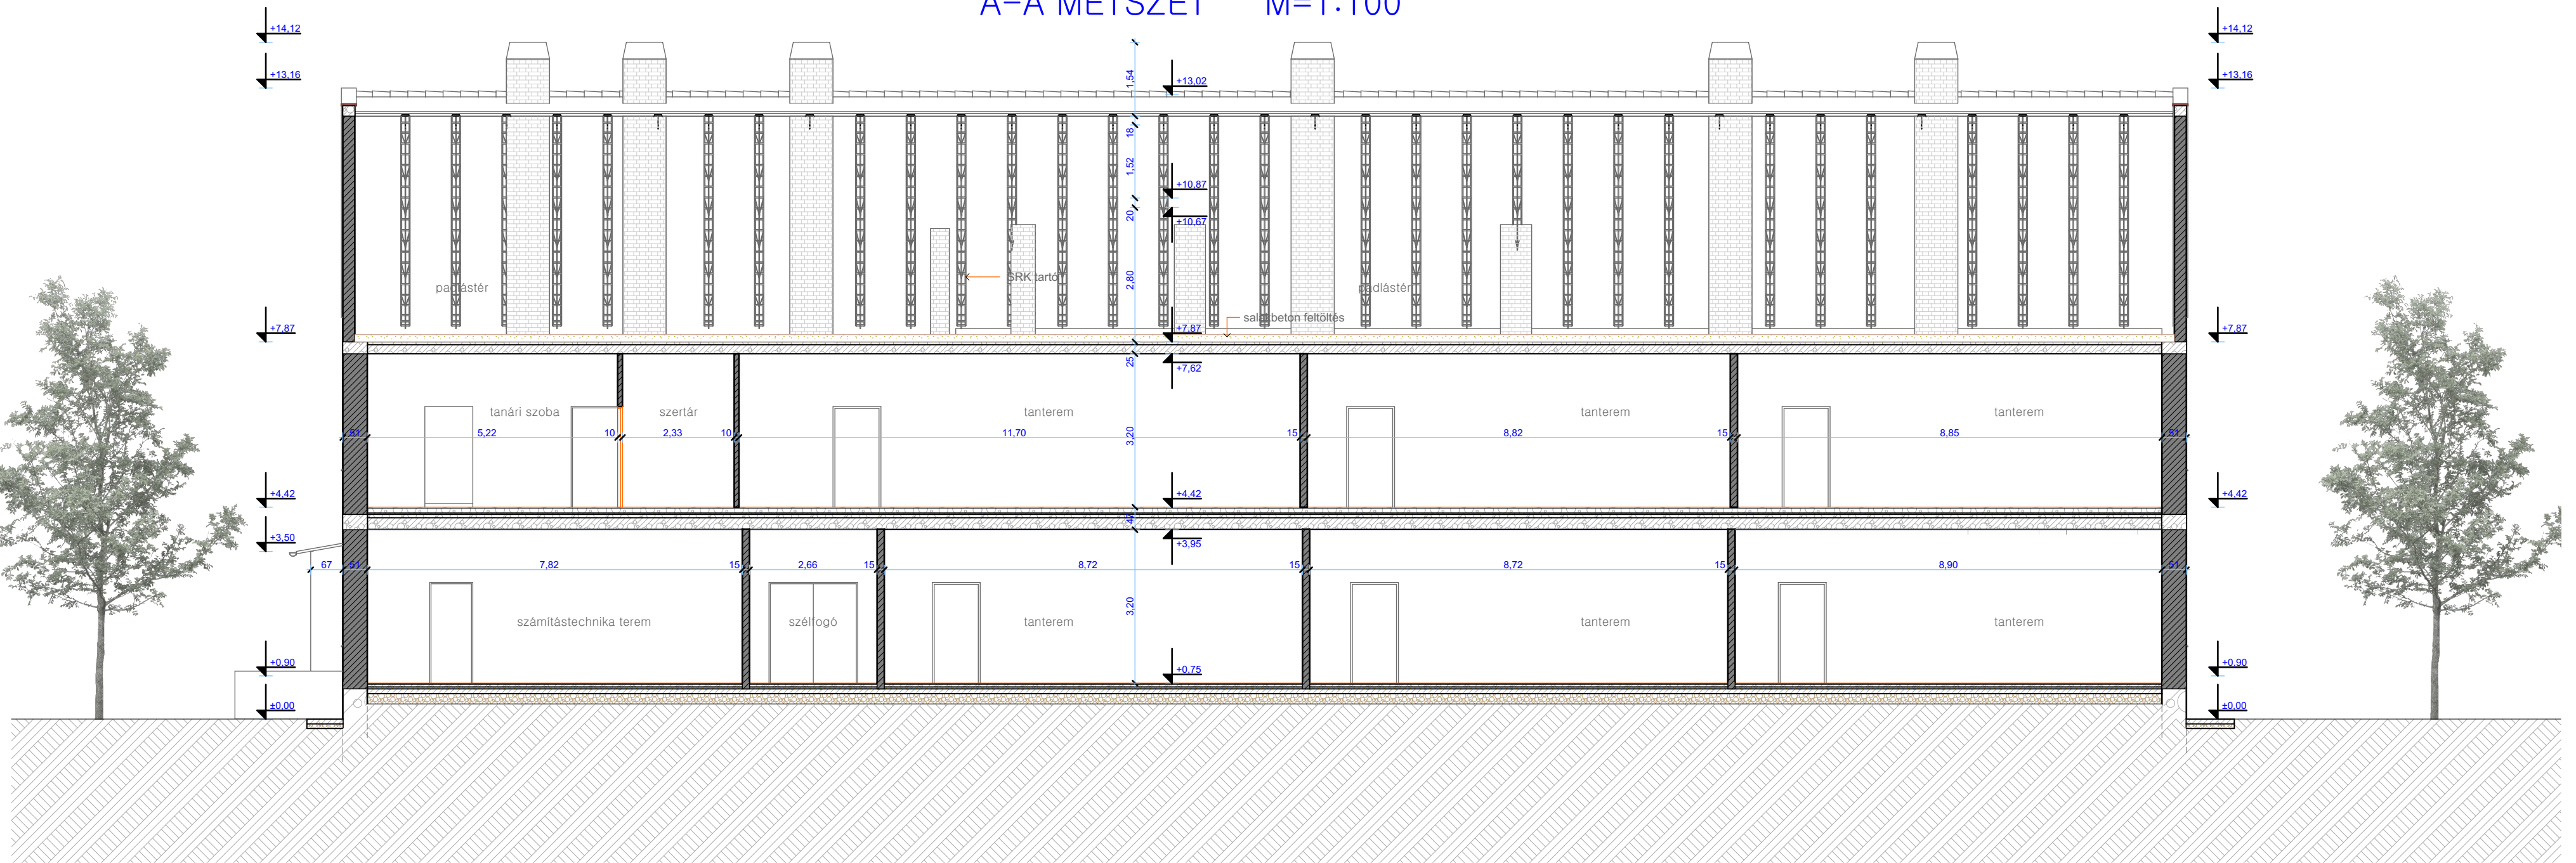 A-A METSZET M=1:100
+14,12 +14,12
+13,16 1,54 +13,02 +13,16
18
1,52
+10,87
20 +10,67
SRK tartó
2,80
padlástér padlástér
salakbeton feltöltés
+7,87 +7,87 +7,87
25 +7,62
tanári szoba szertár tanterem tanterem tanterem
51 5,22 10 2,33 10 11,70 3,20 15 8,82 15 8,85 51
+4,42 +4,42 +4,42
47
+3,50 +3,95
67 51 7,82 15 2,66 15 8,72 15 8,72 15 8,90 51
3,20
számítástechnika terem szélfogó tanterem tanterem tanterem
+0,90 +0,75 +0,90
±0,00 ±0,00